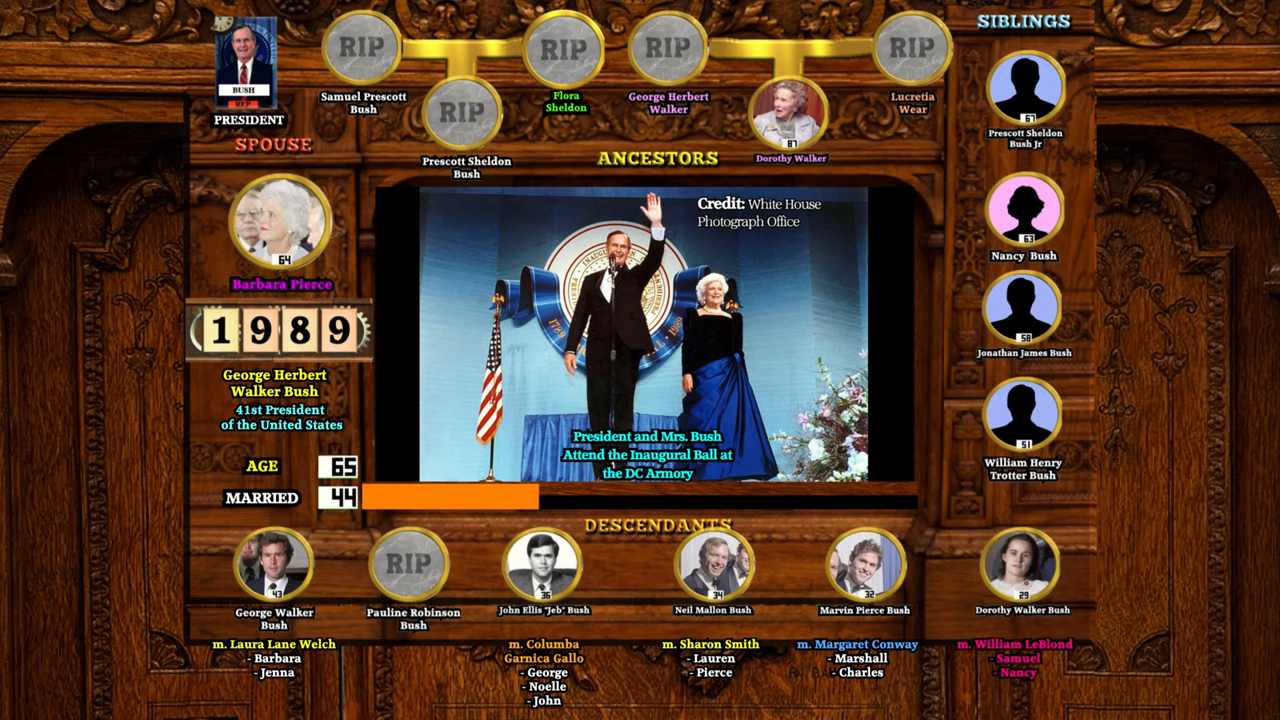 BUSH
REP
PRESIDENT
RIP
Samuel Prescott
Bush
RIP
Prescott Sheldon
Bush
RIP
Flora
Sheldon
RIP
George Herbert
Walker
87
Dorothy Walker
RIP
Lucretia
Wear
ANCESTORS
SIBLINGS
67
Prescott Sheldon
Bush Jr
63
Nancy Bush
58
Jonathan James Bush
51
William Henry
Trotter Bush
SPOUSE
64
Barbara Pierce
1989
George Herbert
Walker Bush
41st President
of the United States
AGE 65
MARRIED 44
Credit: White House
Photograph Office
President and Mrs. Bush
Attend the Inaugural Ball at
the DC Armory
DESCENDANTS
43
George Walker
Bush
m. Laura Lane Welch
- Barbara
- Jenna
RIP
Pauline Robinson
Bush
36
John Ellis "Jeb" Bush
m. Columba
Garnica Gallo
- George
- Noelle
- John
34
Neil Mallon Bush
m. Sharon Smith
- Lauren
- Pierce
32
Marvin Pierce Bush
m. Margaret Conway
- Marshall
- Charles
29
Dorothy Walker Bush
m. William LeBlond
- Samuel
- Nancy